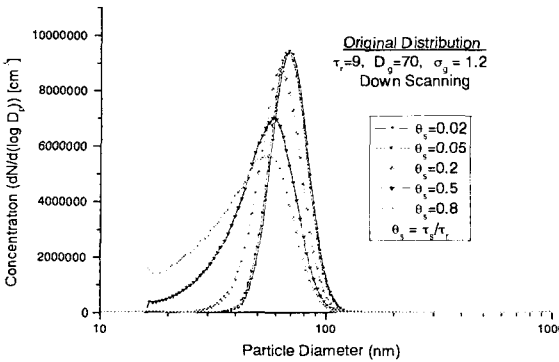 Original Distribution
τr=9, Dg=70, σg = 1.2
Down Scanning
θs=0.02
θs=0.05
θs=0.2
θs=0.5
θs=0.8
θs = τs/τr
Concentration (dN/d(log Dp)) [cm-3]
10000000
8000000
6000000
4000000
2000000
0
10
100
1000
Particle Diameter (nm)